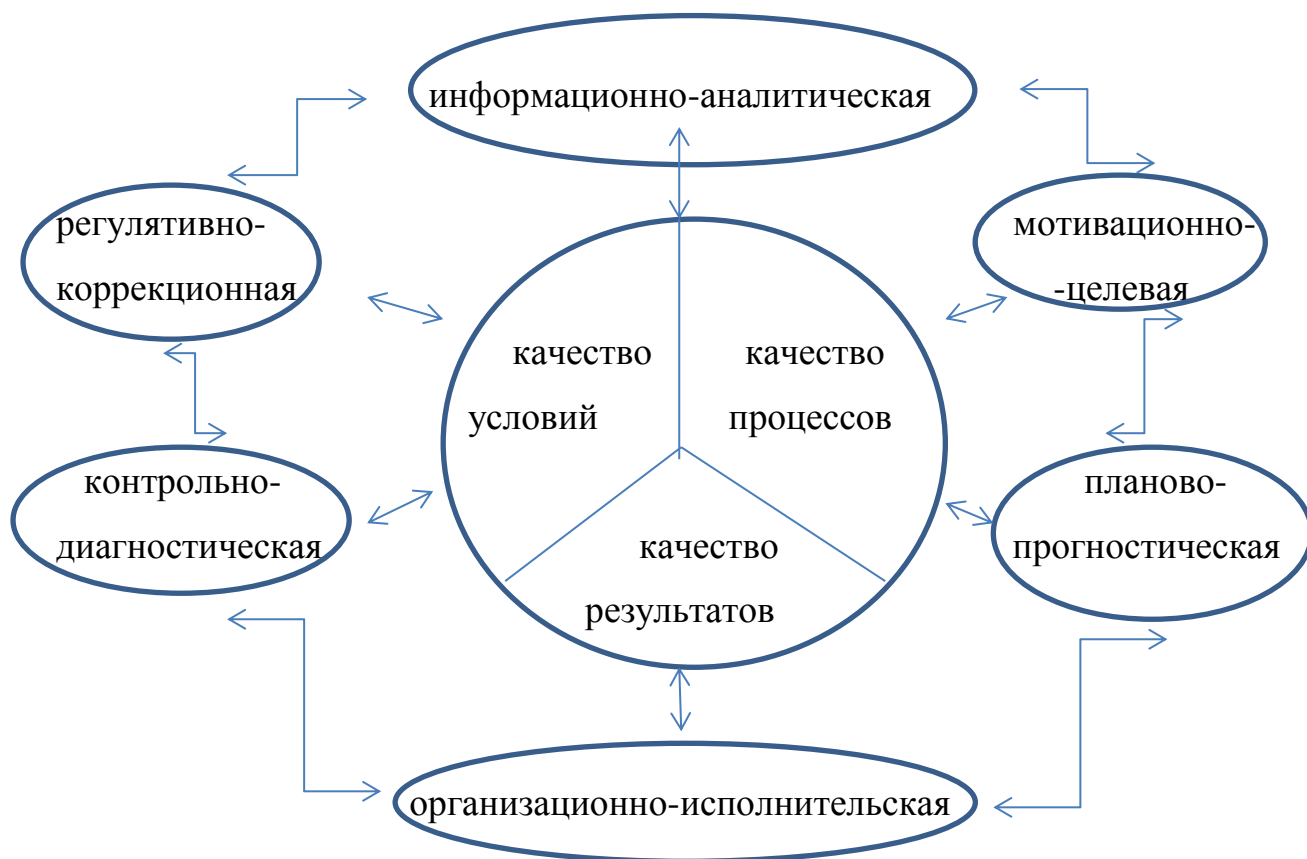 информационно-аналитическая
регулятивно-
коррекционная
мотивационно-
-целевая
качество
условий
качество
процессов
контрольно-
диагностическая
планово-
прогностическая
качество
результатов
организационно-исполнительская